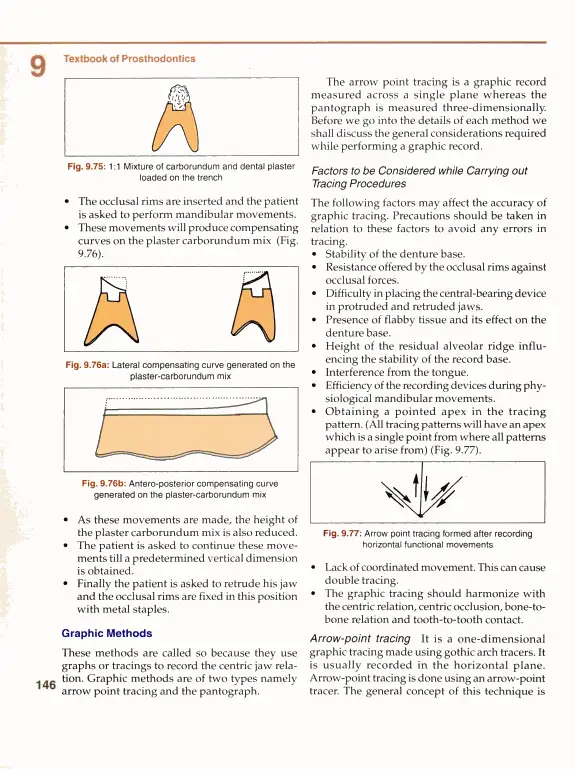 9
Textbook of Prosthodontics
Fig. 9.75: 1:1 Mixture of carborundum and dental plaster
loaded on the trench
• The occlusal rims are inserted and the patient
is asked to perform mandibular movements.
• These movements will produce compensating
curves on the plaster carborundum mix (Fig.
9.76).
Fig. 9.76a: Lateral compensating curve generated on the
plaster-carborundum mix
Fig. 9.76b: Antero-posterior compensating curve
generated on the plaster-carborundum mix
• As these movements are made, the height of
the plaster carborundum mix is also reduced.
• The patient is asked to continue these move-
ments till a predetermined vertical dimension
is obtained.
• Finally the patient is asked to retrude his jaw
and the occlusal rims are fixed in this position
with metal staples.
Graphic Methods
These methods are called so because they use
graphs or tracings to record the centric jaw rela-
tion. Graphic methods are of two types namely
arrow point tracing and the pantograph.
146
The arrow point tracing is a graphic record
measured across a single plane whereas the
pantograph is measured three-dimensionally.
Before we go into the details of each method we
shall discuss the general considerations required
while performing a graphic record.
Factors to be Considered while Carrying out
Tracing Procedures
The following factors may affect the accuracy of
graphic tracing. Precautions should be taken in
relation to these factors to avoid any errors in
tracing.
• Stability of the denture base.
• Resistance offered by the occlusal rims against
occlusal forces.
• Difficulty in placing the central-bearing device
in protruded and retruded jaws.
• Presence of flabby tissue and its effect on the
denture base.
• Height of the residual alveolar ridge influ-
encing the stability of the record base.
• Interference from the tongue.
• Efficiency of the recording devices during phy-
siological mandibular movements.
• Obtaining a pointed apex in the tracing
pattern. (All tracing patterns will have an apex
which is a single point from where all patterns
appear to arise from) (Fig. 9.77).
Fig. 9.77: Arrow point tracing formed after recording
horizontal functional movements
• Lack of coordinated movement. This can cause
double tracing.
• The graphic tracing should harmonize with
the centric relation, centric occlusion, bone-to-
bone relation and tooth-to-tooth contact.
Arrow-point tracing It is a one-dimensional
graphic tracing made using gothic arch tracers. It
is usually recorded in the horizontal plane.
Arrow-point tracing is done using an arrow-point
tracer. The general concept of this technique is